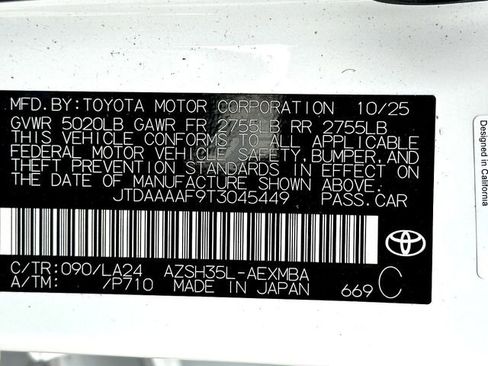 MFD.BY:TOYOTA MOTOR CORPORATION 10/25
GVWR 5020LB GAWR FR 2755LB RR 2755LB
THIS VEHICLE CONFORMS TO ALL APPLICABLE
FEDERAL MOTOR VEHICLE SAFETY,BUMPER,AND
THEFT PREVENTION STANDARDS IN EFFECT ON
THE DATE OF MANUFACTURE SHOWN ABOVE.
JTDAAAAF9T3045449 PASS.CAR
TOYOTA
C/TR:090/LA24 AZSH35L-AEXMBA C
A/TM: /P710 MADE IN JAPAN 669
Designed in California